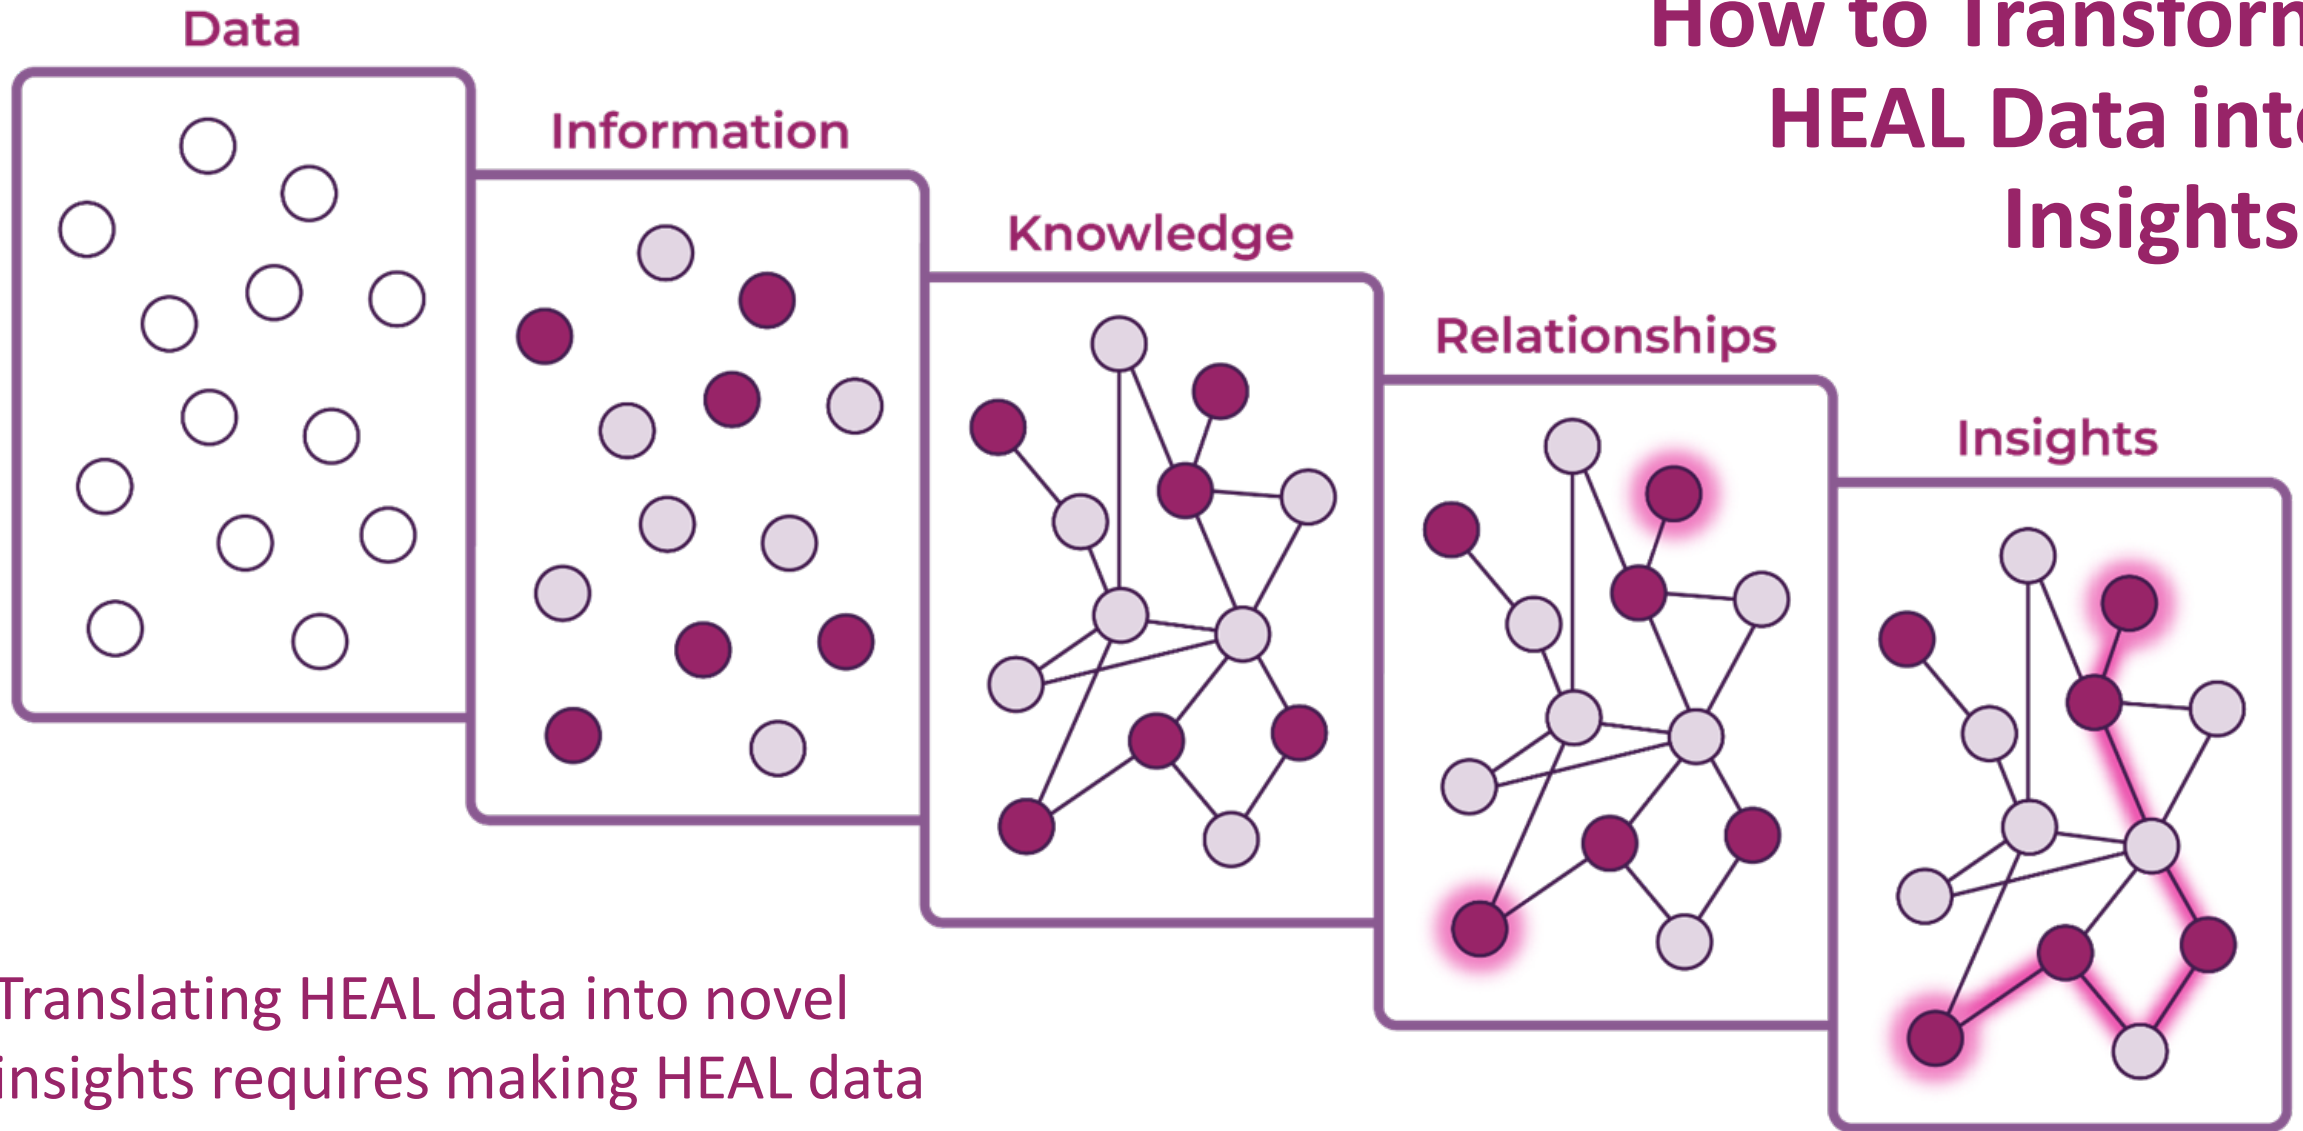 Data
Information
Knowledge
Relationships
Insights
How to Transform
HEAL Data into
Insights
Translating HEAL data into novel
insights requires making HEAL data